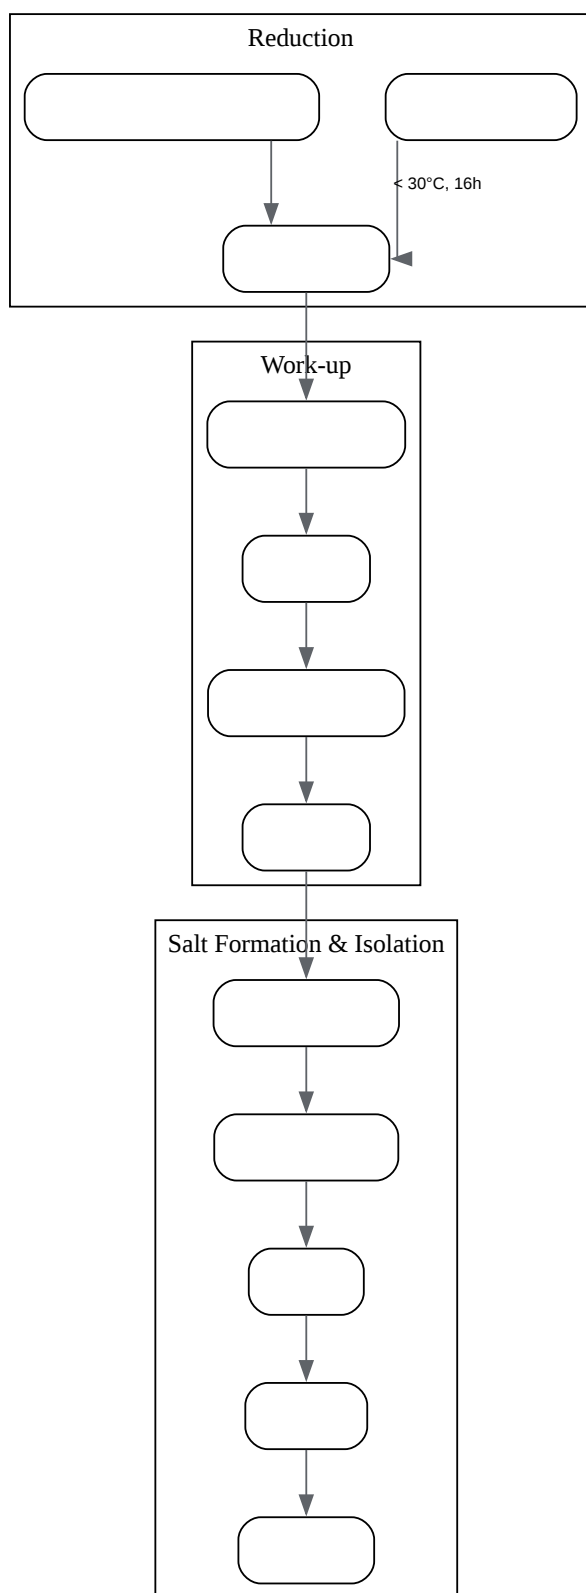 Reduction
< 30°C, 16h
Work-up
Salt Formation & Isolation